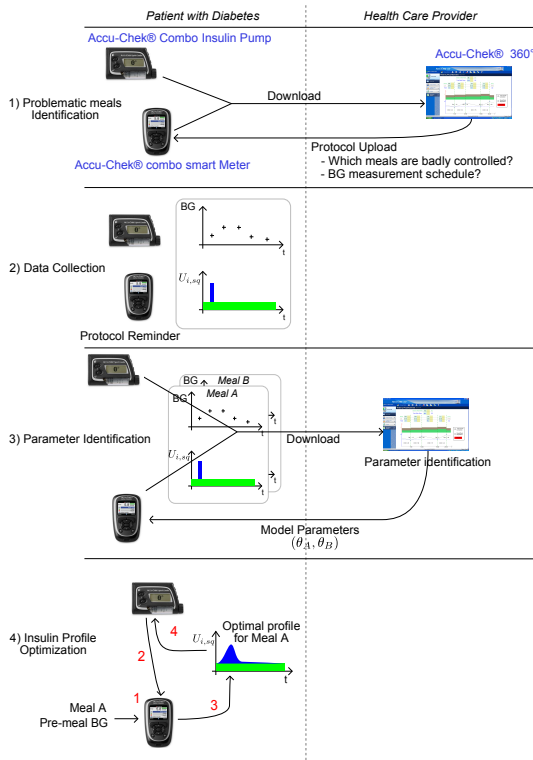 Patient with Diabetes
Health Care Provider
Accu-Chek® Combo Insulin Pump
Accu-Chek® 360°
1) Problematic meals
Identification
Download
Accu-Chek® combo smart Meter
Protocol Upload
- Which meals are badly controlled?
- BG measurement schedule?
BG
t
2) Data Collection
U_{i,sq}
t
Protocol Reminder
BG
Meal B
Meal A
BG
t
3) Parameter Identification
Download
U_{i,sq}
t
Parameter identification
Model Parameters
(θ_A, θ_B)
4) Insulin Profile
Optimization
4
U_{i,sq}
Optimal profile
for Meal A
2
t
1
3
Meal A
Pre-meal BG